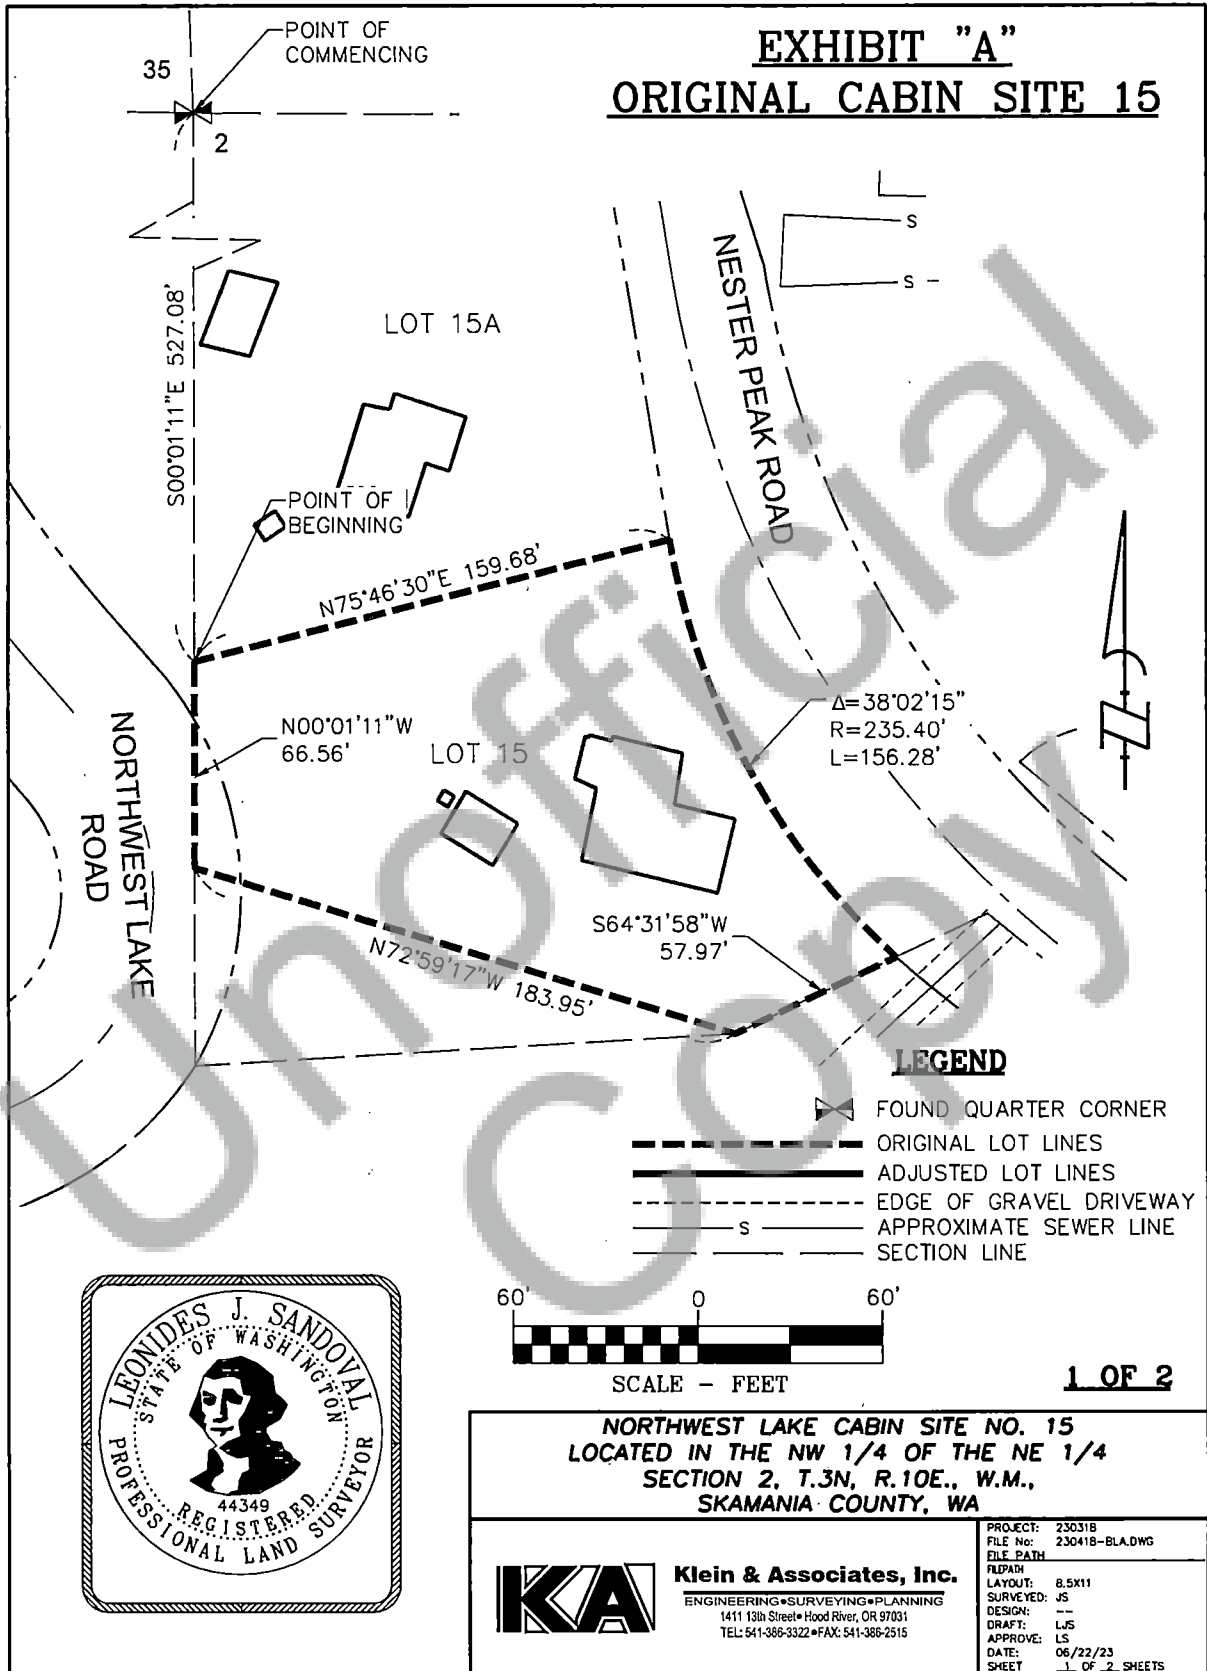 EXHIBIT "A"
ORIGINAL CABIN SITE 15
POINT OF
COMMENCING
35
2
S00°01'11"E 527.08'
LOT 15A
NESTER PEAK ROAD
S
S
POINT OF
BEGINNING
N75°46'30"E 159.68'
N00°01'11"W
66.56'
LOT 15
Δ=38°02'15"
R=235.40'
L=156.28'
NORTHWEST LAKE
ROAD
S64°31'58"W
57.97'
N72°59'17"W 183.95'
Unofficial
Copy
LEGEND
FOUND QUARTER CORNER
ORIGINAL LOT LINES
ADJUSTED LOT LINES
EDGE OF GRAVEL DRIVEWAY
S APPROXIMATE SEWER LINE
SECTION LINE
60' 0 60'
SCALE - FEET
1 OF 2
LEONIDES J. SANDOVAL
STATE OF WASHINGTON
44349
REGISTERED
PROFESSIONAL LAND SURVEYOR
NORTHWEST LAKE CABIN SITE NO. 15
LOCATED IN THE NW 1/4 OF THE NE 1/4
SECTION 2, T.3N, R.10E., W.M.,
SKAMANIA COUNTY, WA
KA
Klein & Associates, Inc.
ENGINEERING•SURVEYING•PLANNING
1411 13th Street• Hood River, OR 97031
TEL: 541-386-3322•FAX: 541-386-2515
PROJECT: 230318
FILE No: 230418-BLA.DWG
FILE PATH
FILEPATH
LAYOUT: 8.5X11
SURVEYED: JS
DESIGN: --
DRAFT: LJS
APPROVE: LS
DATE: 06/22/23
SHEET 1 OF 2 SHEETS